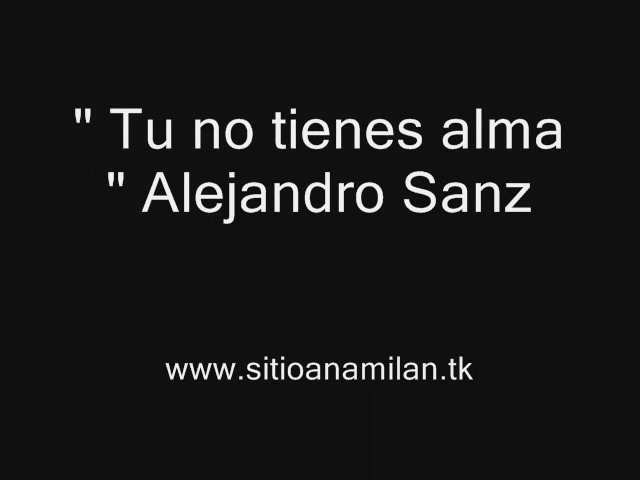 " Tu no tienes alma
" Alejandro Sanz
www.sitioanamilan.tk